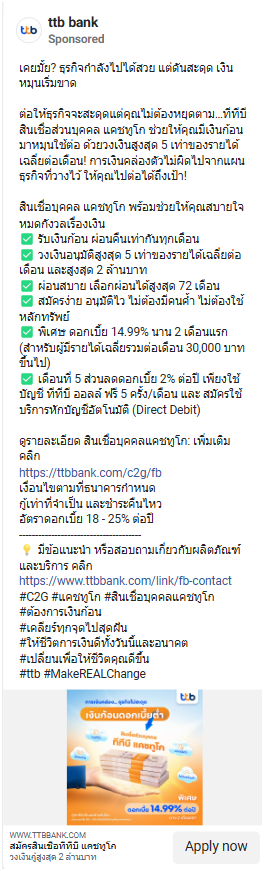 ttb bank
Sponsored
เคยมั้ย? ธุรกิจกำลังไปได้สวย แต่ดันสะดุด เงิน
หมุนเริ่มขาด
ต่อให้ธุรกิจจะสะดุดแต่คุณไม่ต้องหยุดตาม...ทีทีบี
สินเชื่อส่วนบุคคล แคชทูโก ช่วยให้คุณมีเงินก้อน
มาหมุนใช้ต่อ ด้วยวงเงินสูงสุด 5 เท่าของรายได้
เฉลี่ยต่อเดือน! การเงินคล่องตัวไม่ผิดไปจากแผน
ธุรกิจที่วางไว้ ให้คุณไปต่อได้ถึงเป้า!
สินเชื่อบุคคล แคชทูโก พร้อมช่วยให้คุณสบายใจ
หมดกังวลเรื่องเงิน
✅ รับเงินก้อน ผ่อนคืนเท่ากันทุกเดือน
✅ วงเงินอนุมัติสูงสุด 5 เท่าของรายได้เฉลี่ยต่อ
เดือน และสูงสุด 2 ล้านบาท
✅ ผ่อนสบาย เลือกผ่อนได้สูงสุด 72 เดือน
✅ สมัครง่าย อนุมัติไว ไม่ต้องมีคนค้ำ ไม่ต้องใช้
หลักทรัพย์
✅ พิเศษ ดอกเบี้ย 14.99% นาน 2 เดือนแรก
(สำหรับผู้มีรายได้เฉลี่ยรวมต่อเดือน 30,000 บาท
ขึ้นไป)
✅ เดือนที่ 5 ส่วนลดดอกเบี้ย 2% ต่อปี เพียงใช้
บัญชี ทีทีบี ออลล์ ฟรี 5 ครั้ง/เดือน และ สมัครใช้
บริการหักบัญชีอัตโนมัติ (Direct Debit)
ดูรายละเอียด สินเชื่อบุคคลแคชทูโก: เพิ่มเติม
คลิก
https://ttbbank.com/c2g/fb
เงื่อนไขตามที่ธนาคารกำหนด
กู้เท่าที่จำเป็น และชำระคืนไหว
อัตราดอกเบี้ย 18 - 25% ต่อปี
------------------------------------
💡 มีข้อแนะนำ หรือสอบถามเกี่ยวกับผลิตภัณฑ์
และบริการ คลิก
https://www.ttbbank.com/link/fb-contact
#C2G #แคชทูโก #สินเชื่อบุคคลแคชทูโก
#ต้องการเงินก้อน
#เคลียร์ทุกจุดไปสุดฝัน
#ให้ชีวิตการเงินดีทั้งวันนี้และอนาคต
#เปลี่ยนเพื่อให้ชีวิตคุณดีขึ้น
#ttb #MakeREALChange
ttb
การเงินคล่อง... ธุรกิจไม่สะดุด
เงินก้อนดอกเบี้ยต่ำ
สินเชื่อบุคคล
ทีทีบี แคชทูโก
พิเศษ
ดอกเบี้ย 14.99% ต่อปี
WWW.TTBBANK.COM
สมัครสินเชื่อทีทีบี แคชทูโก
วงเงินกู้สูงสุด 2 ล้านบาท
Apply now